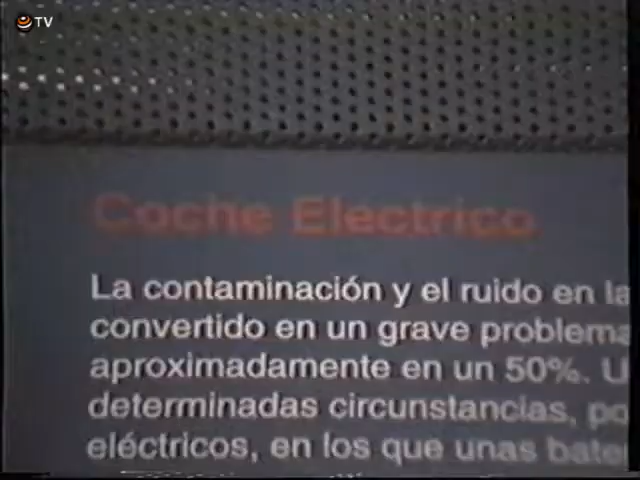 TV
Coche Electrico
La contaminación y el ruido en la
convertido en un grave problema
aproximadamente en un 50%. U
determinadas circunstancias, po
eléctricos, en los que unas bate